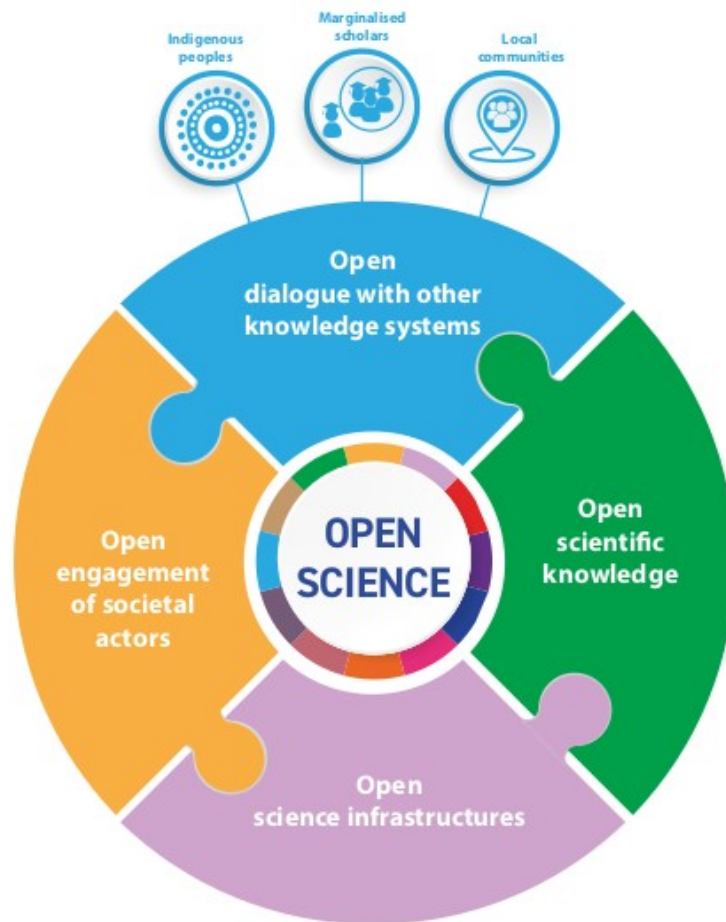 Indigenous
peoples
Marginalised
scholars
Local
communities
Open
dialogue with other
knowledge systems
Open
engagement
of societal
actors
OPEN
SCIENCE
Open
scientific
knowledge
Open
science infrastructures